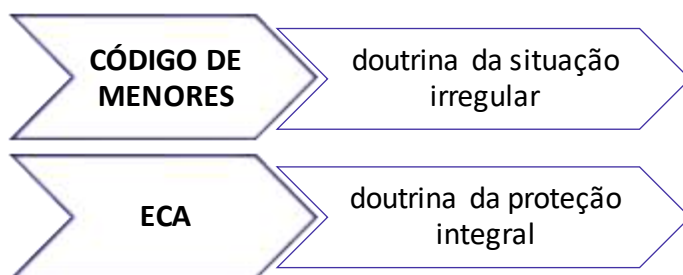 CÓDIGO DE
MENORES
doutrina da situação
irregular
ECA
doutrina da proteção
integral